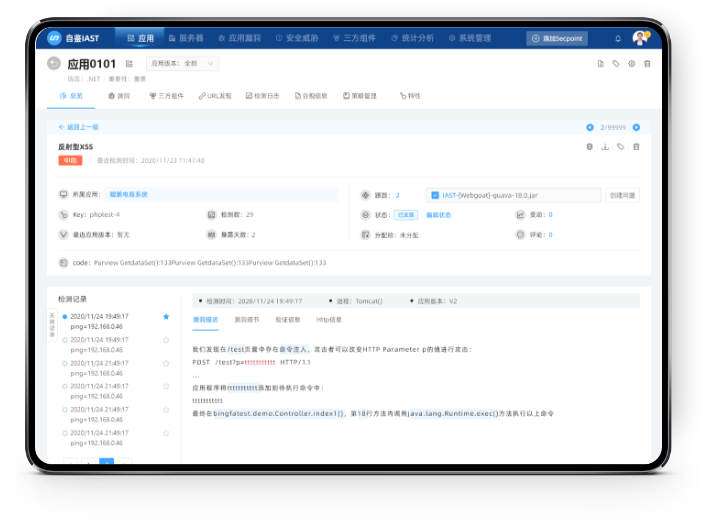 自鉴IAST 应用 服务器 应用漏洞 安全威胁 三方组件 统计分析 系统管理 添加Secpoint
应用0101 应用版本: 全部
语言: .NET 重要性: 重要
总览 漏洞 三方组件 URL发现 检测日志 合规信息 策略管理 特性
返回上一级 2/99999
反射型XSS
中危 最近检测时间: 2020/11/23 11:41:48
所属应用: 跟踪: 2 IAST-[Webgoat]-guava-18.0.jar 创建问题
Key: phptest-4 检测数: 29 状态: 已发现 编辑状态 变动: 0
最近应用版本: 暂无 暴露天数: 2 分配给: 未分配 评论: 0
code: Purview GetdataSet():133Purview GetdataSet():133Purview GetdataSet():133
检测记录
检测时间: 2020/11/24 19:49:17 进程: Tomcat() 应用版本: V2
关闭记录
2020/11/24 19:49:17
ping=192.168.0.46
2020/11/24 19:49:17
ping=192.168.0.46
2020/11/24 21:49:17
ping=192.168.0.46
2020/11/24 21:49:17
ping=192.168.0.46
2020/11/24 21:49:17
ping=192.168.0.46
2020/11/24 21:49:17
ping=192.168.0.46
漏洞描述 漏洞细节 验证信息 Http信息
我们发现在/test页面中存在命令注入, 攻击者可以改变HTTP Parameter p的值进行攻击:
POST /test?p=ttttttttttt HTTP/1.1
...
应用程序将ttttttttttt添加到待执行命令中:
ttttttttttt
最终在bingfatest.demo.Controller.index1(), 第18行方法内调用java.lang.Runtime.exec()方法执行以上命令